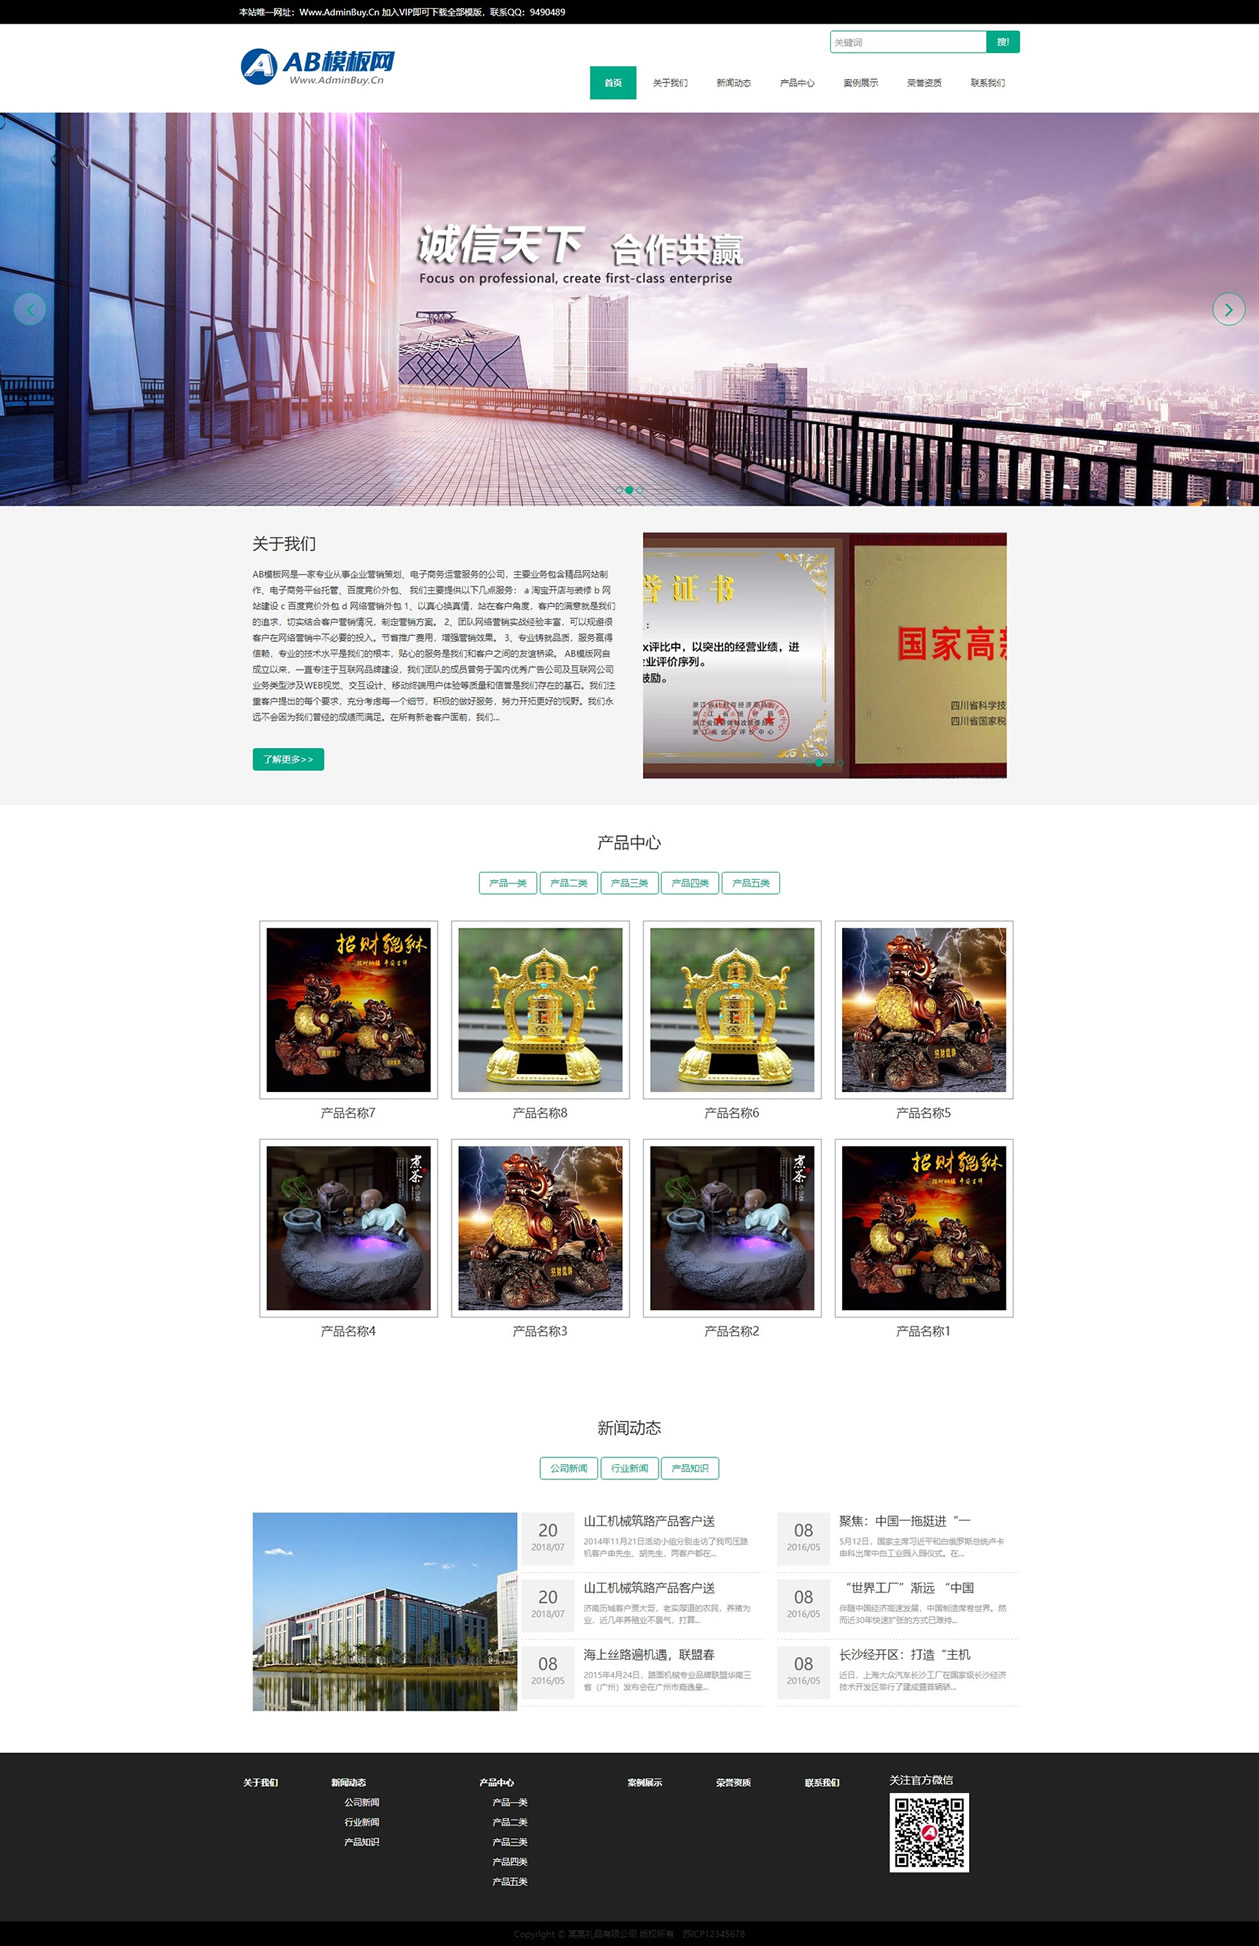 本站唯一网址：Www.AdminBuy.Cn 加入VIP即可下载全部模版，联系QQ：9490489
关键词
搜!
AB模板网
Www.AdminBuy.Cn
首页
关于我们
新闻动态
产品中心
案例展示
荣誉资质
联系我们
诚信天下 合作共赢
Focus on professional, create first-class enterprise
关于我们
AB模板网是一家专业从事企业营销策划、电子商务运营服务的公司，主要业务包含精品网站制
作、电子商务平台托管、百度竞价外包、 我们主要提供以下几点服务： a 淘宝开店与装修 b 网
站建设 c 百度竞价外包 d 网络营销外包 1、以真心换真情，站在客户角度，客户的满意就是我们
的追求，切实结合客户营销情况，制定营销方案。 2、团队网络营销实战经验丰富，可以规避很
客户在网络营销中不必要的投入。节省推广费用，增强营销效果。 3、专业铸就品质，服务赢得
信赖，专业的技术水平是我们的根本，贴心的服务是我们和客户之间的友谊桥梁。 AB模版网自
成立以来，一直专注于互联网品牌建设，我们团队的成员曾务于国内优秀广告公司及互联网公司
业务类型涉及WEB视觉、交互设计、移动终端用户体验等质量和信誉是我们存在的基石。我们注
重客户提出的每个要求，充分考虑每一个细节，积极的做好服务，努力开拓更好的视野。我们永
远不会因为我们曾经的成绩而满足。在所有新老客户面前，我们...
了解更多>>
誉证书
：
x评比中，以突出的经营业绩，进
企业评价序列。
鼓励。
国家高新
四川省科学技
四川省国家税
产品中心
产品一类
产品二类
产品三类
产品四类
产品五类
招财貔貅
招财纳福 平安吉祥
招财貔貅
产品名称7
产品名称8
产品名称6
产品名称5
煮茶
煮茶
招财貔貅
产品名称4
产品名称3
产品名称2
产品名称1
新闻动态
公司新闻
行业新闻
产品知识
20
2018/07
山工机械筑路产品客户送
2014年11月21日活动小组分别走访了我司压路
机客户申先生，胡先生，两客户都在...
08
2016/05
聚焦：中国一拖挺进“一
5月12日，国家主席习近平和白俄罗斯总统卢卡
申科出席中白工业园入园仪式。在...
20
2018/07
山工机械筑路产品客户送
济南历城客户贾大哥，老实厚道的农民，养猪为
业，近几年养殖业不景气，打算...
08
2016/05
“世界工厂”渐远 “中国
伴随中国经济高速发展，中国制造席卷世界。然
而近30年快速扩张的方式已难持...
08
2016/05
海上丝路遍机遇，联盟春
2015年4月24日，路面机械专业品牌联盟华南三
省（广州）发布会在广州市嘉逸皇...
08
2016/05
长沙经开区：打造“主机
近日，上海大众汽车长沙工厂在国家级长沙经济
技术开发区举行了建成暨首辆轿...
关于我们
新闻动态
公司新闻
行业新闻
产品知识
产品中心
产品一类
产品二类
产品三类
产品四类
产品五类
案例展示
荣誉资质
联系我们
关注官方微信
Copyright © 某某礼品有限公司 版权所有 苏ICP12345678